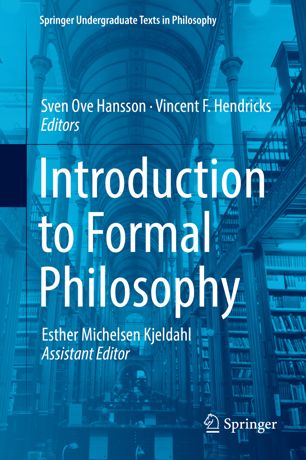 Springer Undergraduate Texts in Philosophy
Sven Ove Hansson · Vincent F. Hendricks
Editors
Introduction
to Formal
Philosophy
Esther Michelsen Kjeldahl
Assistant Editor
Springer